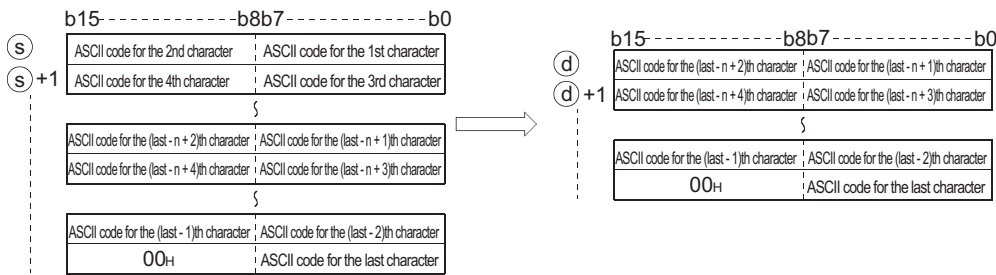 b15 b8b7 b0
ⓢ ASCII code for the 2nd character ASCII code for the 1st character
ⓢ +1 ASCII code for the 4th character ASCII code for the 3rd character
ASCII code for the (last - n + 2)th character ASCII code for the (last - n + 1)th character
ASCII code for the (last - n + 4)th character ASCII code for the (last - n + 3)th character
ASCII code for the (last - 1)th character ASCII code for the (last - 2)th character
00H ASCII code for the last character
b15 b8b7 b0
ⓓ ASCII code for the (last - n + 2)th character ASCII code for the (last - n + 1)th character
ⓓ +1 ASCII code for the (last - n + 4)th character ASCII code for the (last - n + 3)th character
ASCII code for the (last - 1)th character ASCII code for the (last - 2)th character
00H ASCII code for the last character